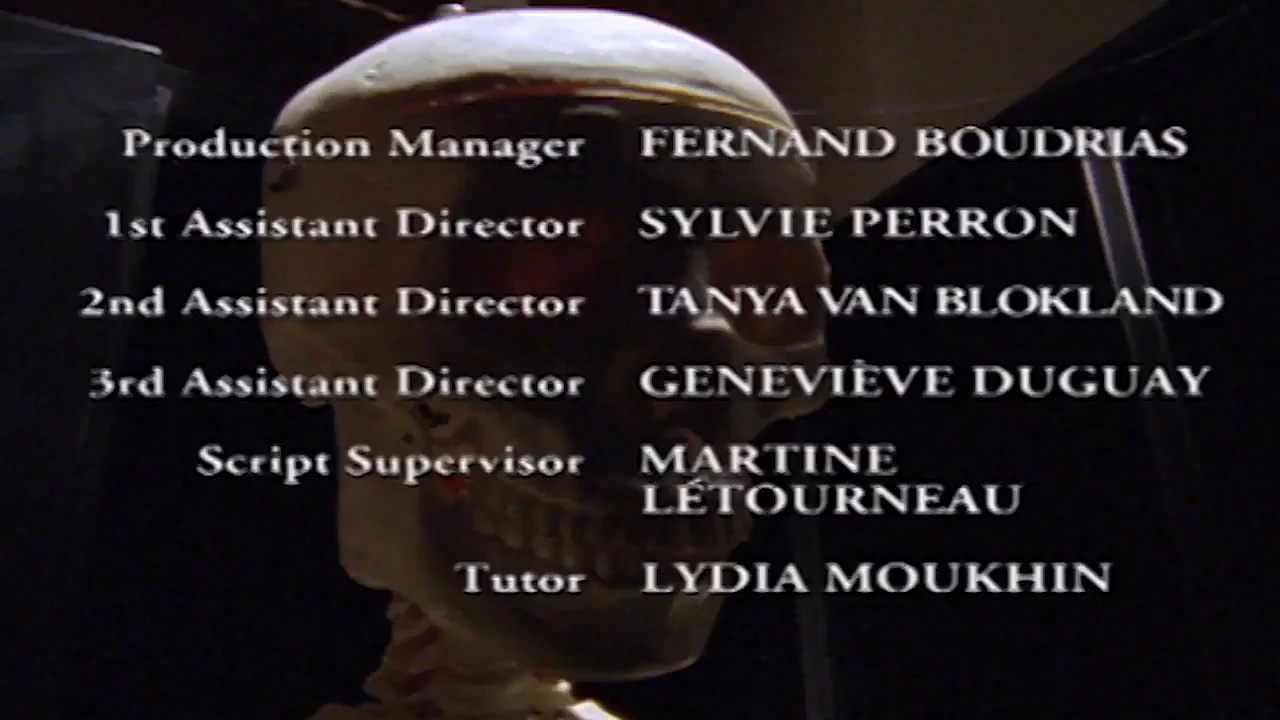 Production Manager FERNAND BOUDRIAS
1st Assistant Director SYLVIE PERRON
2nd Assistant Director TANYA VAN BLOKLAND
3rd Assistant Director GENEVIÈVE DUGUAY
Script Supervisor MARTINE
LÉTOURNEAU
Tutor LYDIA MOUKHIN